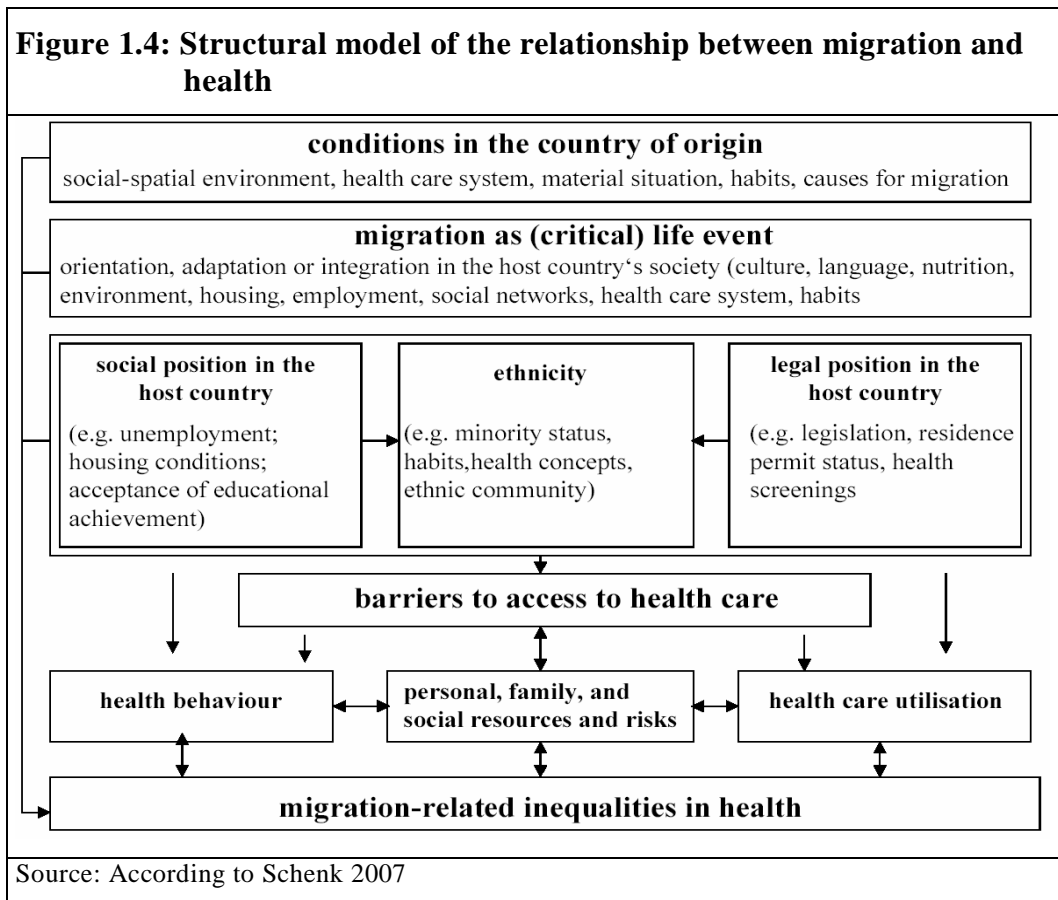 Figure 1.4: Structural model of the relationship between migration and
health
conditions in the country of origin
social-spatial environment, health care system, material situation, habits, causes for migration
migration as (critical) life event
orientation, adaptation or integration in the host country‘s society (culture, language, nutrition,
environment, housing, employment, social networks, health care system, habits
social position in the
host country
(e.g. unemployment;
housing conditions;
acceptance of educational
achievement)
ethnicity
(e.g. minority status,
habits,health concepts,
ethnic community)
legal position in the
host country
(e.g. legislation, residence
permit status, health
screenings
barriers to access to health care
health behaviour
personal, family, and
social resources and risks
health care utilisation
migration-related inequalities in health
Source: According to Schenk 2007